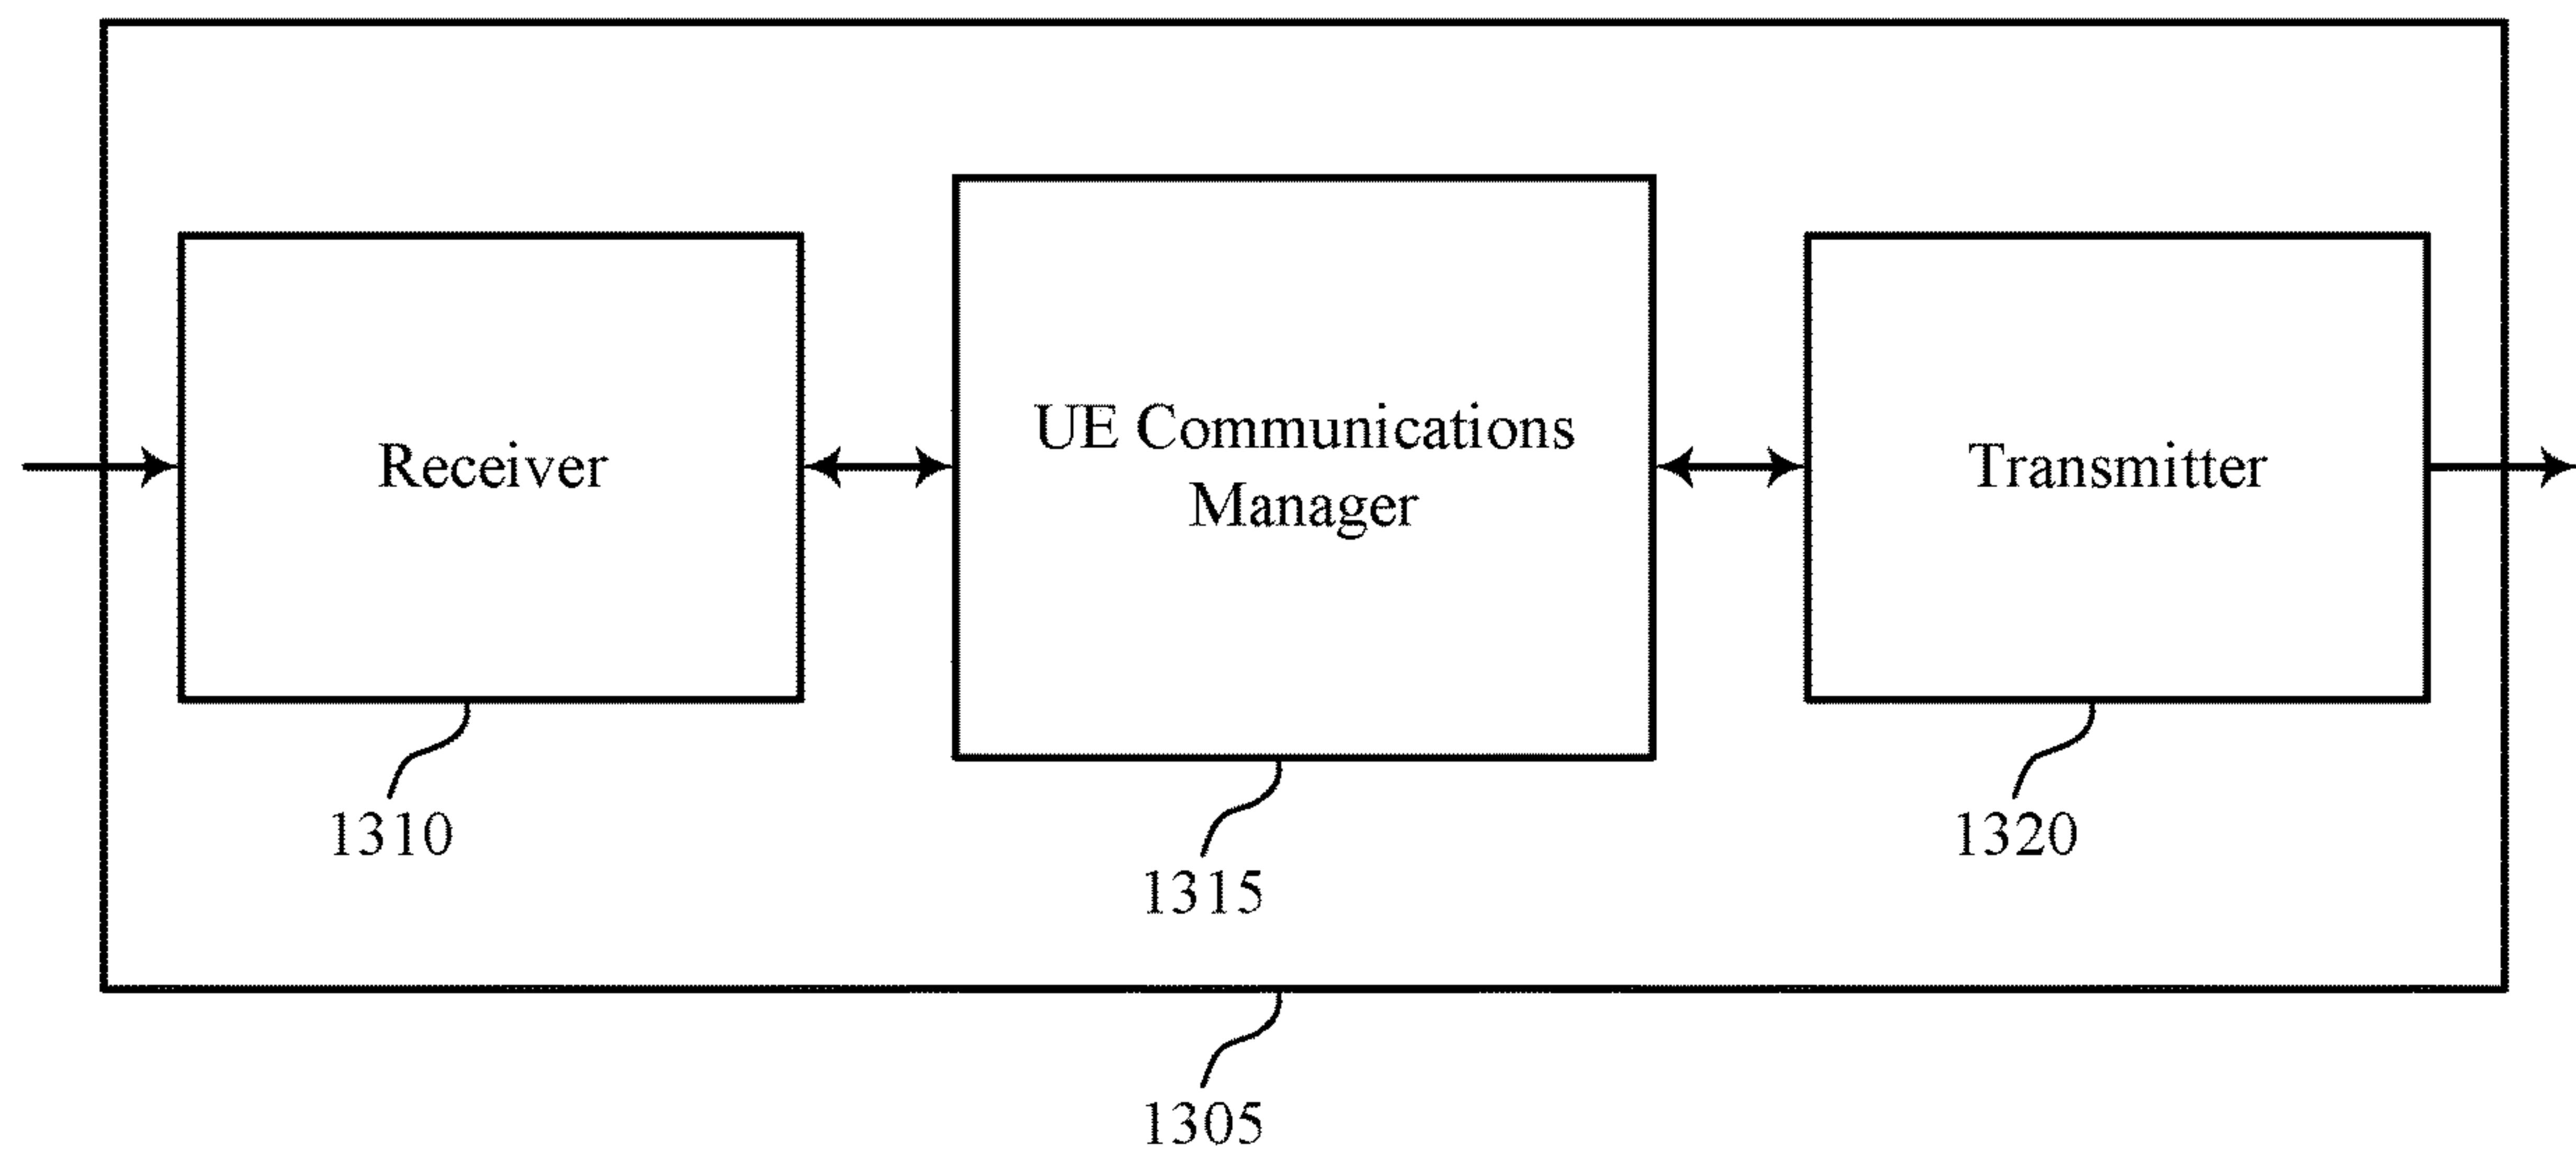 Receiver
UE Communications
Manager
Transmitter
1310
1315
1320
1305